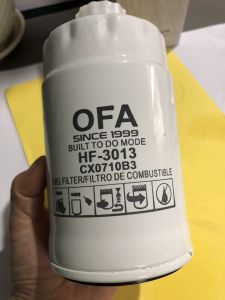 OFA
SINCE 1999
BUILT TO DO MODE
HF-3013
CX0710B3
FUEL FILTER/FILTRO DE COMBUSTIBLE